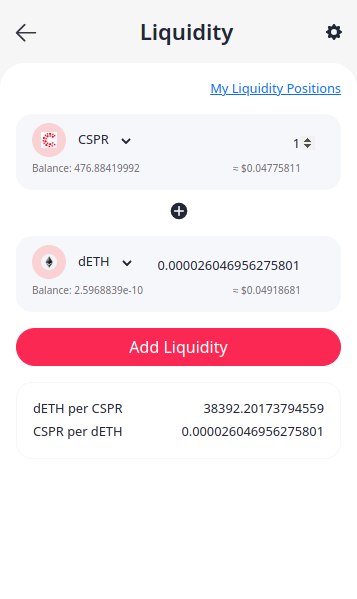 Liquidity
My Liquidity Positions
CSPR 1
Balance: 476.88419992 ≈ $0.04775811
dETH 0.000026046956275801
Balance: 2.5968839e-10 ≈ $0.04918681
Add Liquidity
dETH per CSPR 38392.20173794559
CSPR per dETH 0.000026046956275801